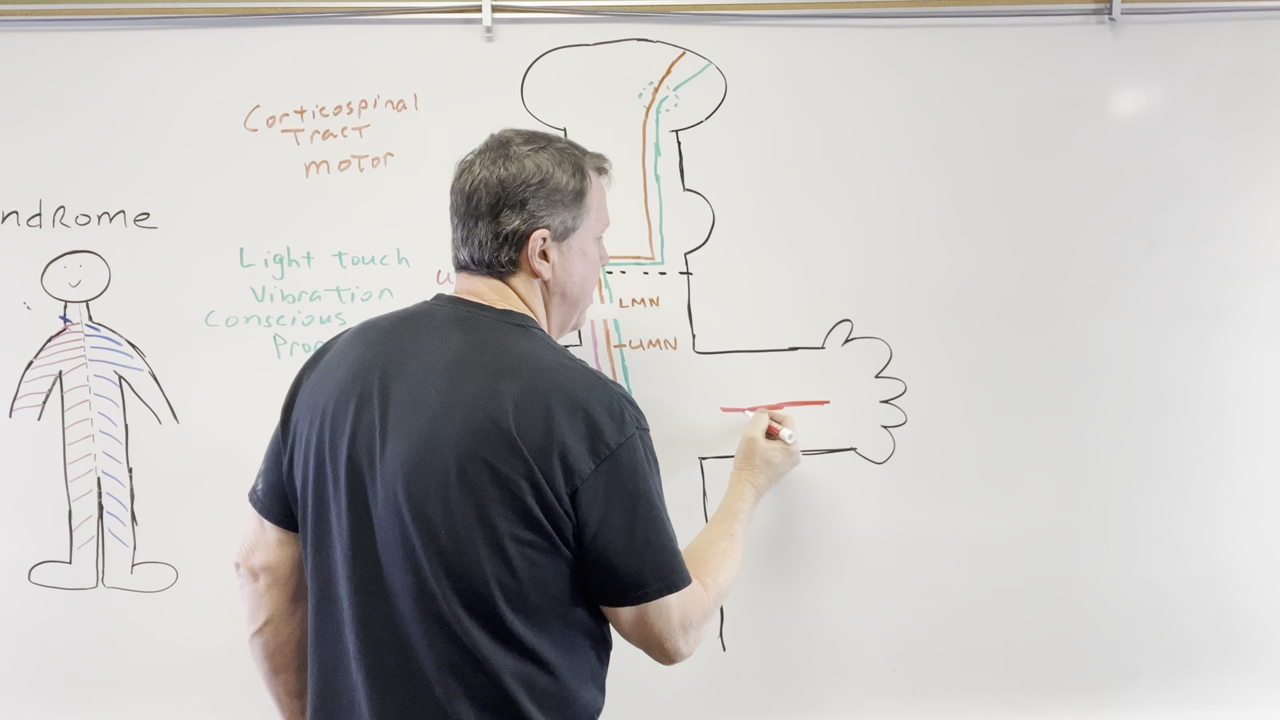 Corticospinal
Tract
motor
ndRome
Light touch
Vibration
Conscious
LMN
UMN